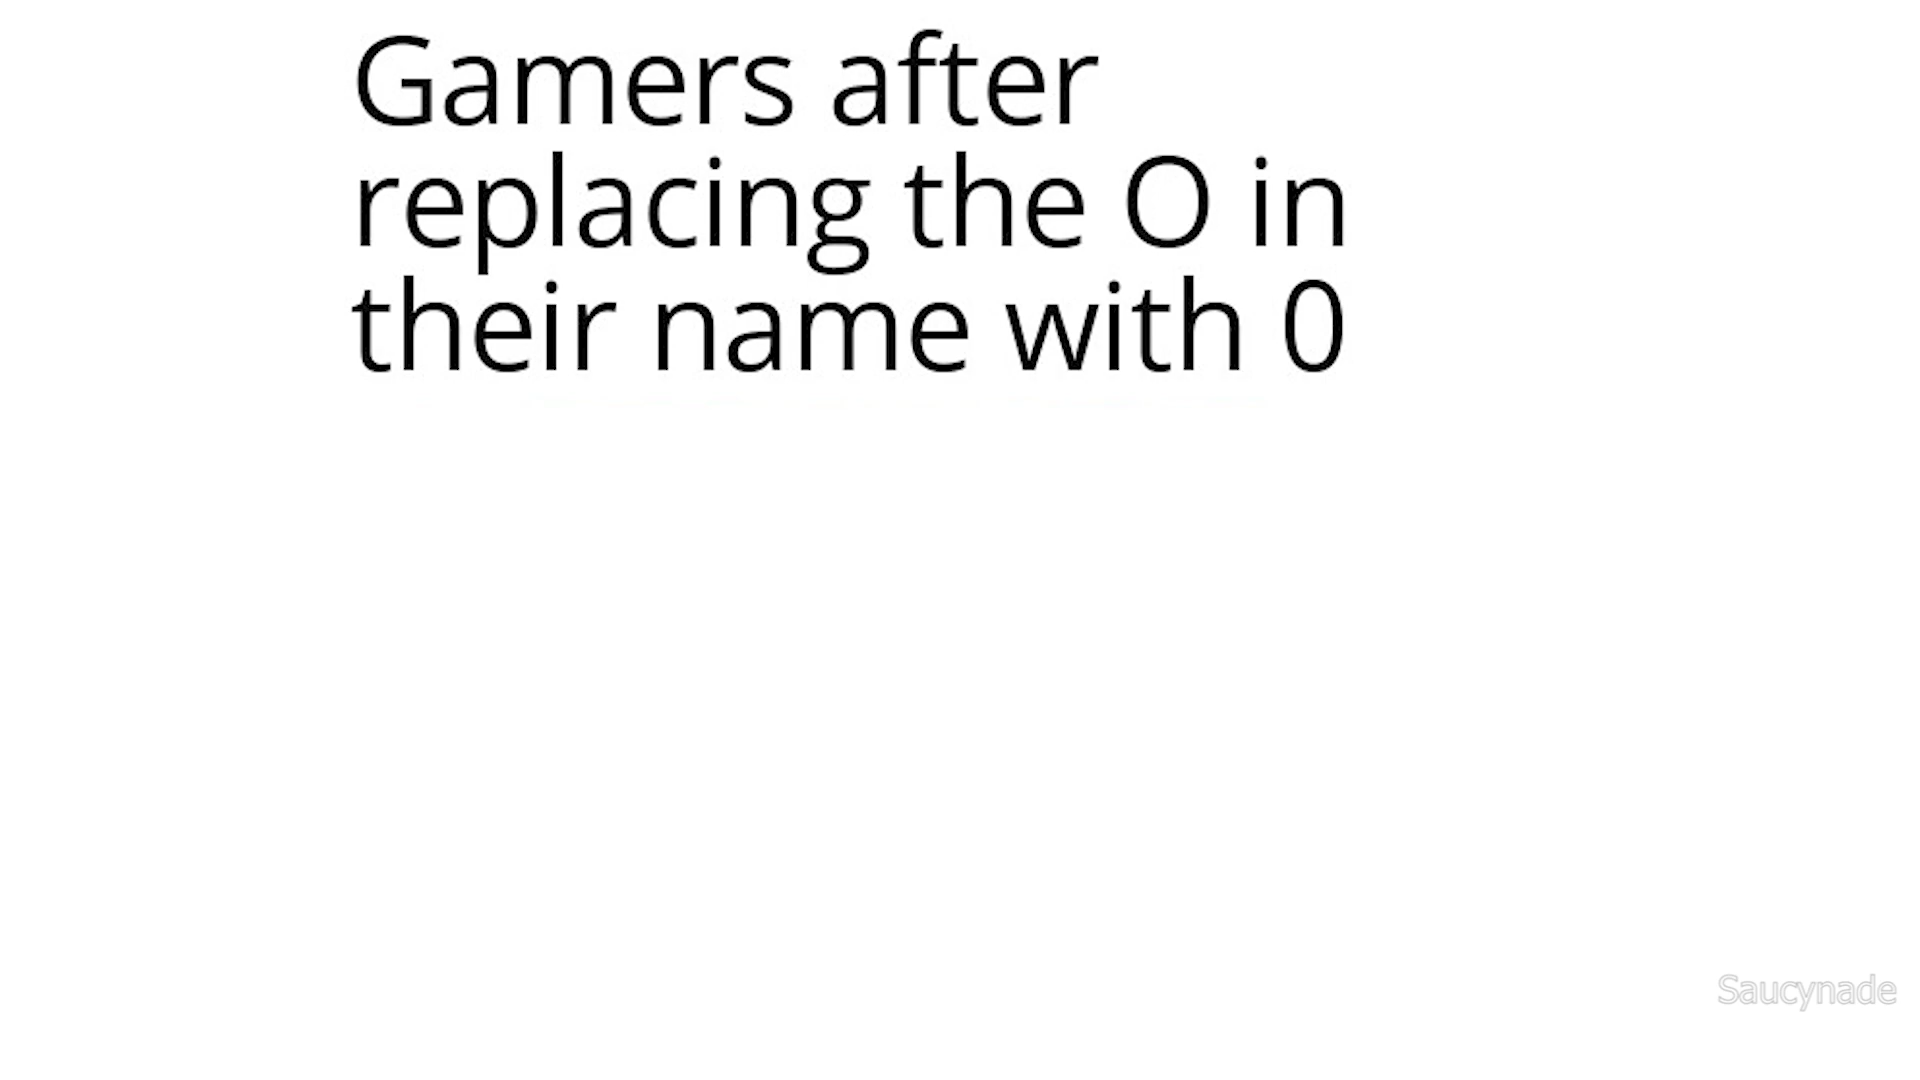 Gamers after
replacing the O in
their name with 0
Saucynade